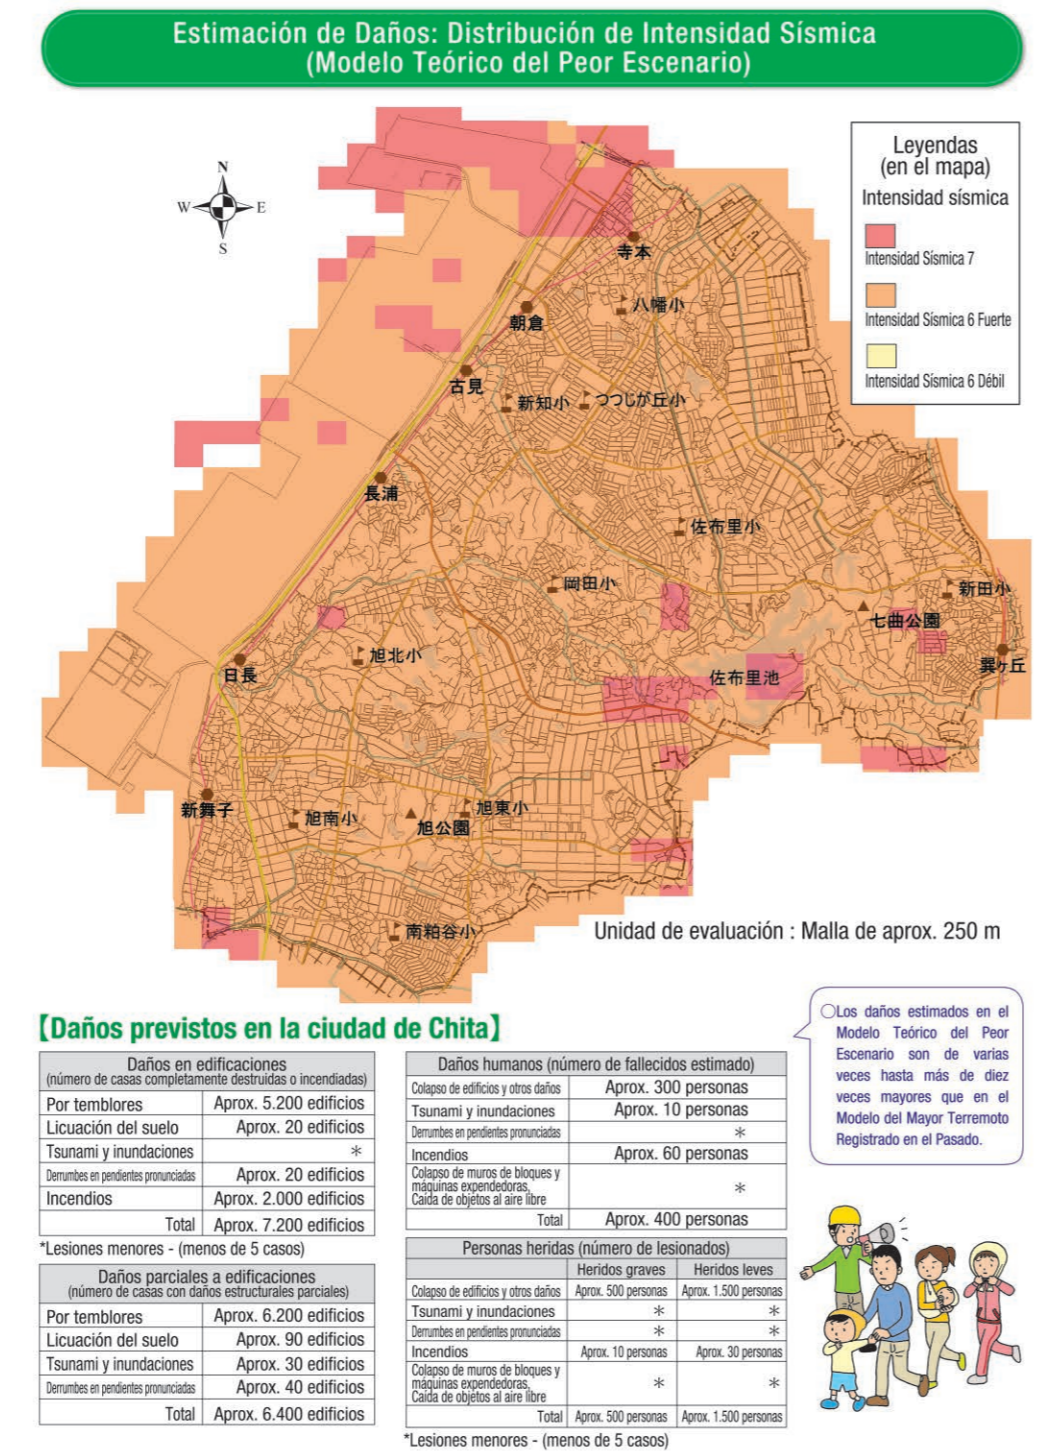 Estimación de Daños: Distribución de Intensidad Sísmica
(Modelo Teórico del Peor Escenario)
N
W E
S
Leyendas
(en el mapa)
Intensidad sísmica
Intensidad Sísmica 7
Intensidad Sísmica 6 Fuerte
Intensidad Sísmica 6 Débil
寺本
八幡小
朝倉
古見
新知小
つつじが丘小
長浦
佐布里小
岡田小
新田小
七曲公園
旭北小
巽ヶ丘
日長
佐布里池
新舞子
旭南小
旭公園
旭東小
南粕谷小
Unidad de evaluación : Malla de aprox. 250 m
【Daños previstos en la ciudad de Chita】
Daños en edificaciones
(número de casas completamente destruidas o incendiadas)
Por temblores Aprox. 5.200 edificios
Licuación del suelo Aprox. 20 edificios
Tsunami y inundaciones *
Derrumbes en pendientes pronunciadas Aprox. 20 edificios
Incendios Aprox. 2.000 edificios
Total Aprox. 7.200 edificios
*Lesiones menores - (menos de 5 casos)
Daños parciales a edificaciones
(número de casas con daños estructurales parciales)
Por temblores Aprox. 6.200 edificios
Licuación del suelo Aprox. 90 edificios
Tsunami y inundaciones Aprox. 30 edificios
Derrumbes en pendientes pronunciadas Aprox. 40 edificios
Total Aprox. 6.400 edificios
Daños humanos (número de fallecidos estimado)
Colapso de edificios y otros daños Aprox. 300 personas
Tsunami y inundaciones Aprox. 10 personas
Derrumbes en pendientes pronunciadas *
Incendios Aprox. 60 personas
Colapso de muros de bloques y
máquinas expendedoras, *
Caída de objetos al aire libre
Total Aprox. 400 personas
Personas heridas (número de lesionados)
Heridos graves Heridos leves
Colapso de edificios y otros daños Aprox. 500 personas Aprox. 1.500 personas
Tsunami y inundaciones * *
Derrumbes en pendientes pronunciadas * *
Incendios Aprox. 10 personas Aprox. 30 personas
Colapso de muros de bloques y
máquinas expendedoras, * *
Caída de objetos al aire libre
Total Aprox. 500 personas Aprox. 1.500 personas
*Lesiones menores - (menos de 5 casos)
○Los daños estimados en el
Modelo Teórico del Peor
Escenario son de varias
veces hasta más de diez
veces mayores que en el
Modelo del Mayor Terremoto
Registrado en el Pasado.